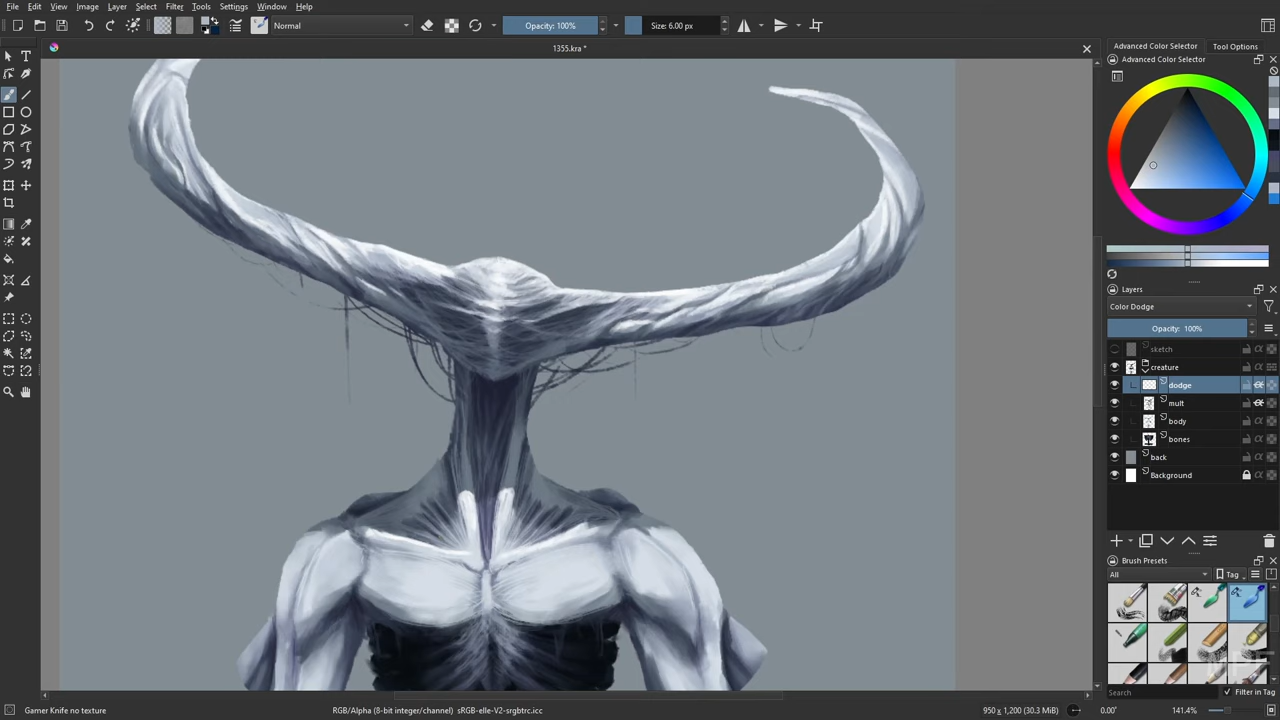 File Edit View Image Layer Select Filter Tools Settings Window Help
Normal Opacity: 100% Size: 6.00 px
1355.kra *
Advanced Color Selector Tool Options
Advanced Color Selector
Layers
Color Dodge
Opacity: 100%
sketch
creature
dodge
mult
body
bones
back
Background
Brush Presets
All Tag
Search Filter in Tag
Gamer Knife no texture RGB/Alpha (8-bit integer/channel) sRGB-elle-V2-srgbtrc.icc 950 x 1,200 (30.3 MiB) 0.00° 141.4%